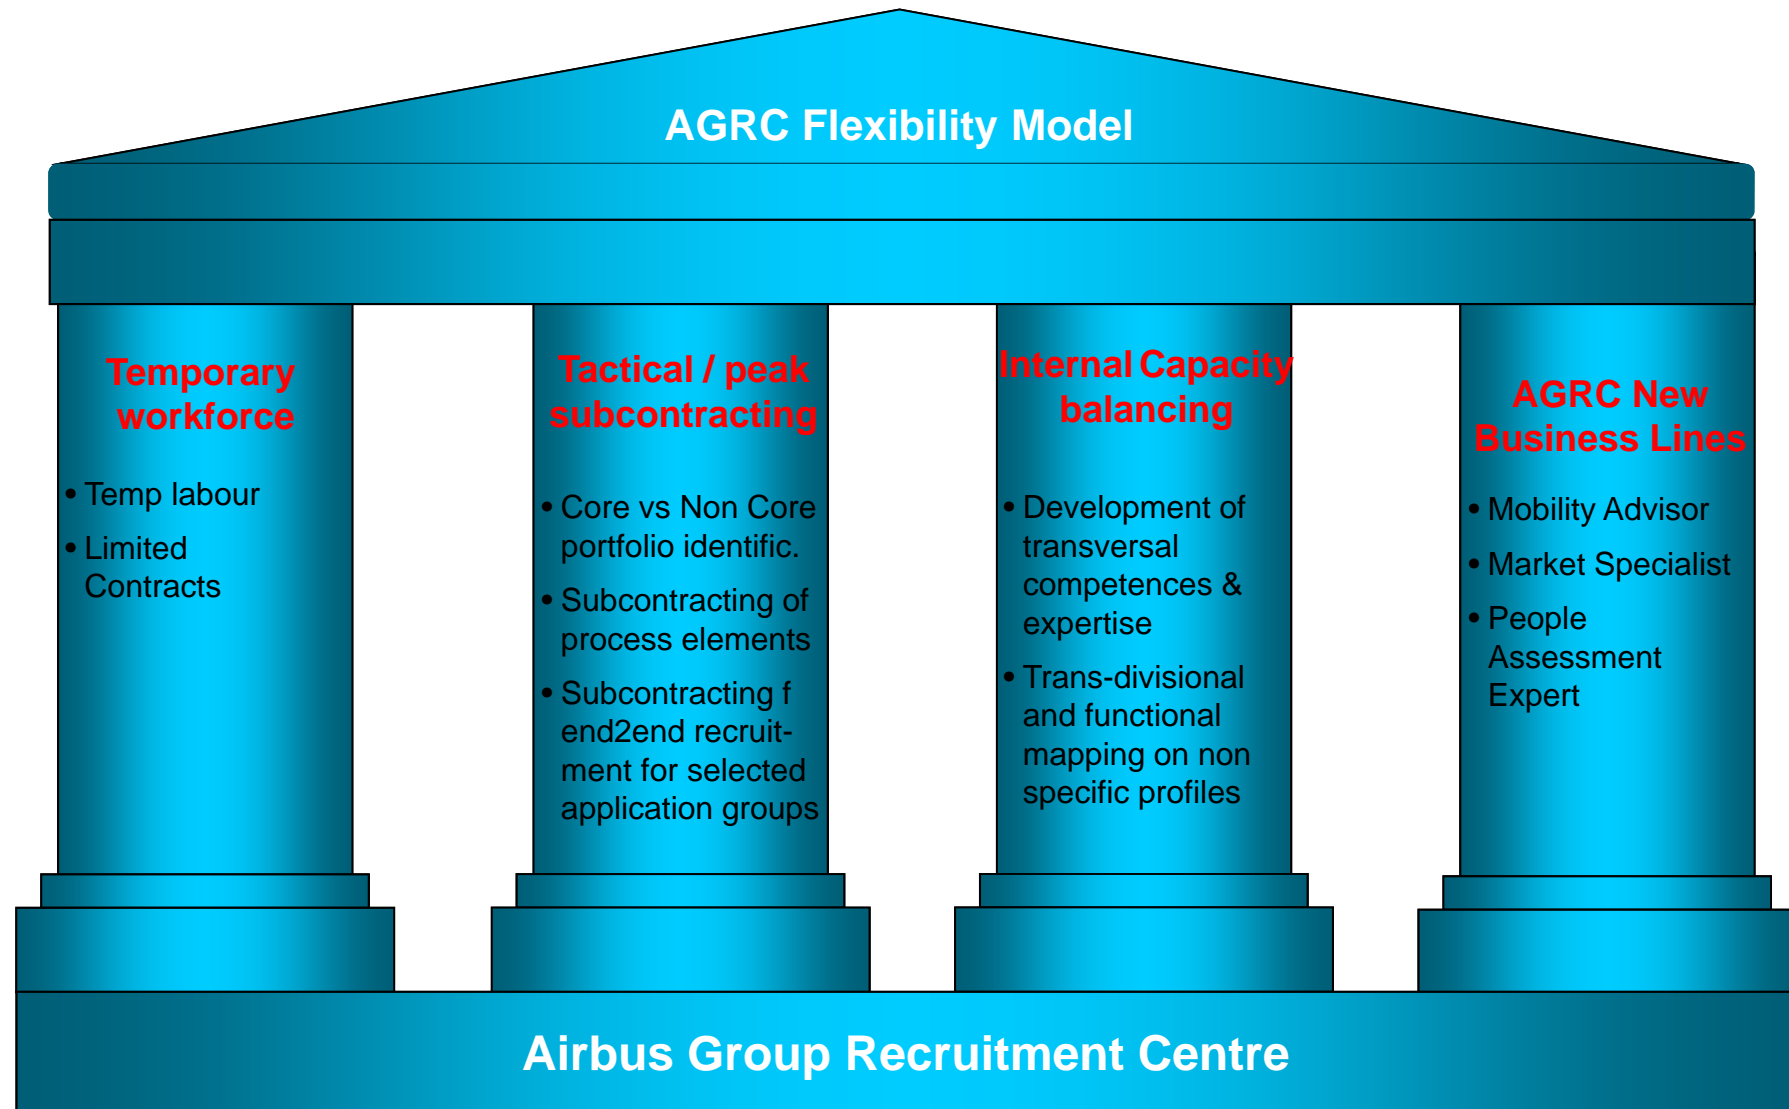 AGRC Flexibility Model
Temporary
workforce
• Temp labour
• Limited
Contracts
Tactical / peak
subcontracting
• Core vs Non Core
portfolio identific.
• Subcontracting of
process elements
• Subcontracting f
end2end recruit-
ment for selected
application groups
Internal Capacity
balancing
• Development of
transversal
competences &
expertise
• Trans-divisional
and functional
mapping on non
specific profiles
AGRC New
Business Lines
• Mobility Advisor
• Market Specialist
• People
Assessment
Expert
Airbus Group Recruitment Centre